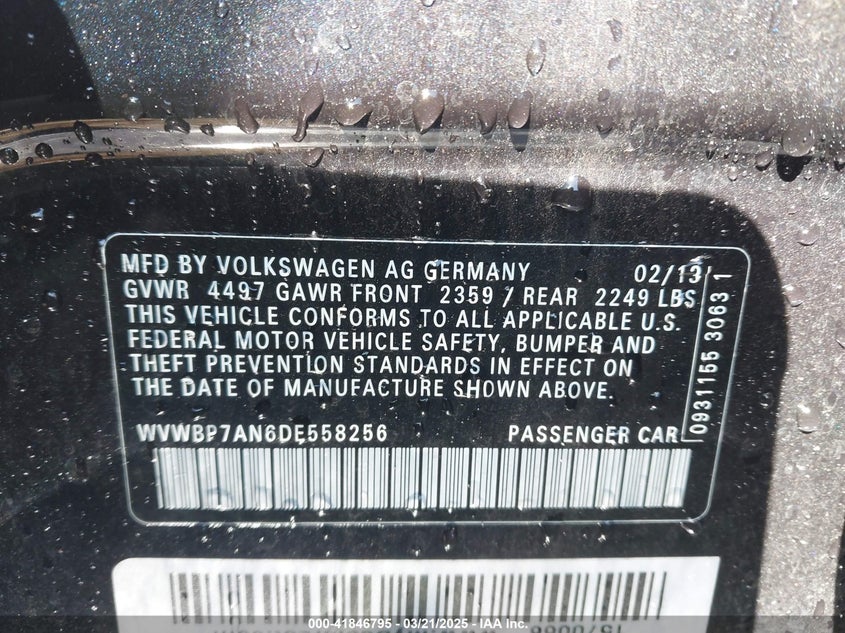 MFD BY VOLKSWAGEN AG GERMANY 02/13
GVWR 4497 GAWR FRONT 2359 / REAR 2249 LBS
THIS VEHICLE CONFORMS TO ALL APPLICABLE U.S.
FEDERAL MOTOR VEHICLE SAFETY, BUMPER AND
THEFT PREVENTION STANDARDS IN EFFECT ON
THE DATE OF MANUFACTURE SHOWN ABOVE.
WVWBP7AN6DE558256 PASSENGER CAR
0931155 3063 1
000-41846795 - 03/21/2025 - IAA Inc.